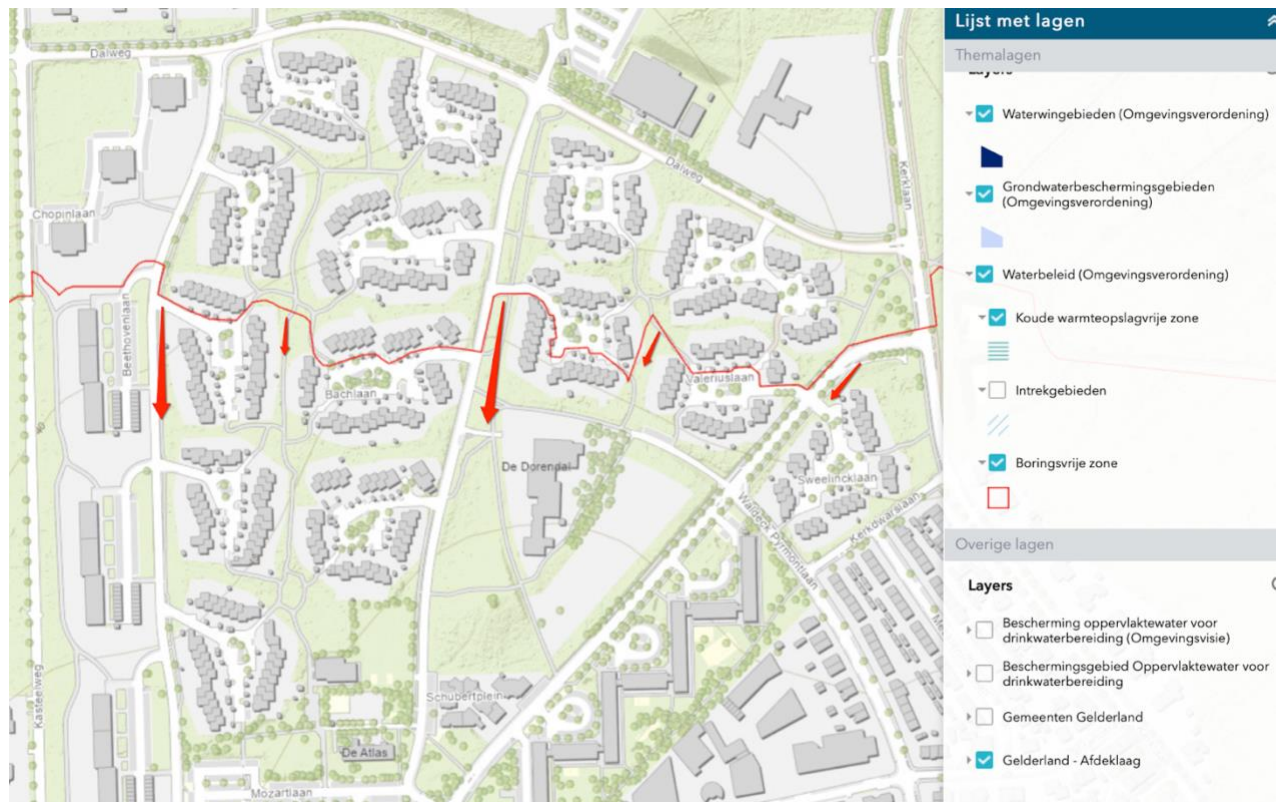 Dalweg
Chopinlaan
Beethovenlaan
Bachlaan
Kasteelweg
Dalweg
Kerklaan
Valeriuslaan
De Dorendal
Sweelincklaan
Waldeck-Pyrmontlaan
Kerkdwarslaan
Schubertplein
De Atlas
Mozartlaan
Lijst met lagen
Themalagen
Layers
Waterwingebieden (Omgevingsverordening)
Grondwaterbeschermingsgebieden
(Omgevingsverordening)
Waterbeleid (Omgevingsverordening)
Koude warmteopslagvrije zone
Intrekgebieden
Boringsvrije zone
Overige lagen
Layers
Bescherming oppervlaktewater voor
drinkwaterbereiding (Omgevingsvisie)
Beschermingsgebied Oppervlaktewater voor
drinkwaterbereiding
Gemeenten Gelderland
Gelderland - Afdeklaag